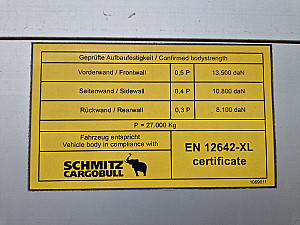 Geprüfte Aufbaufestigkeit / Confirmed bodystrength
Vorderwand / Frontwall 0,5 P 13.500 daN
Seitenwand / Sidewall 0,4 P 10.800 daN
Rückwand / Rearwall 0,3 P 8.100 daN
P = 27.000 Kg
Fahrzeug entspricht
Vehicle body in compliance with
EN 12642-XL
certificate
SCHMITZ
CARGOBULL
1069011